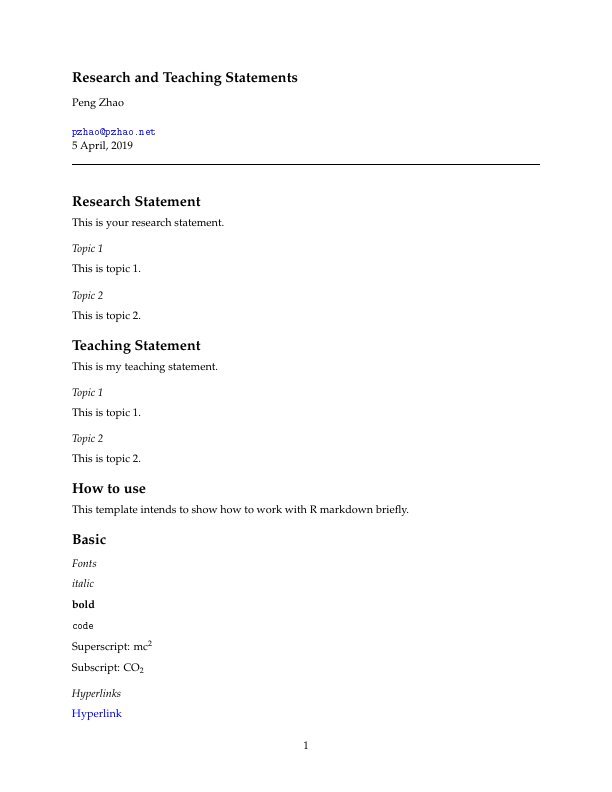 Research and Teaching Statements
Peng Zhao
pzhao@pzhao.net
5 April, 2019
Research Statement
This is your research statement.
Topic 1
This is topic 1.
Topic 2
This is topic 2.
Teaching Statement
This is my teaching statement.
Topic 1
This is topic 1.
Topic 2
This is topic 2.
How to use
This template intends to show how to work with R markdown briefly.
Basic
Fonts
italic
bold
code
Superscript: mc²
Subscript: CO₂
Hyperlinks
Hyperlink
1